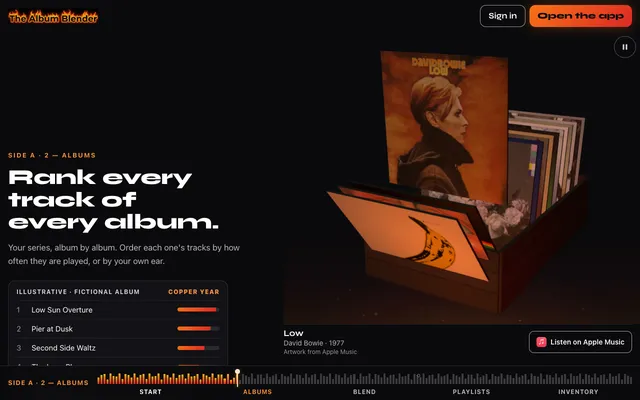 The Album Blender
Sign in
Open the app
DAVID BOWIE
LOW
SIDE A · 2 — ALBUMS
Rank every
track of
every album.
Your series, album by album. Order each one's tracks by how
often they are played, or by your own ear.
ILLUSTRATIVE · FICTIONAL ALBUM
COPPER YEAR
1 Low Sun Overture
2 Pier at Dusk
3 Second Side Waltz
Low
David Bowie · 1977
Artwork from Apple Music
Listen on Apple Music
SIDE A · 2 — ALBUMS
START
ALBUMS
BLEND
PLAYLISTS
INVENTORY